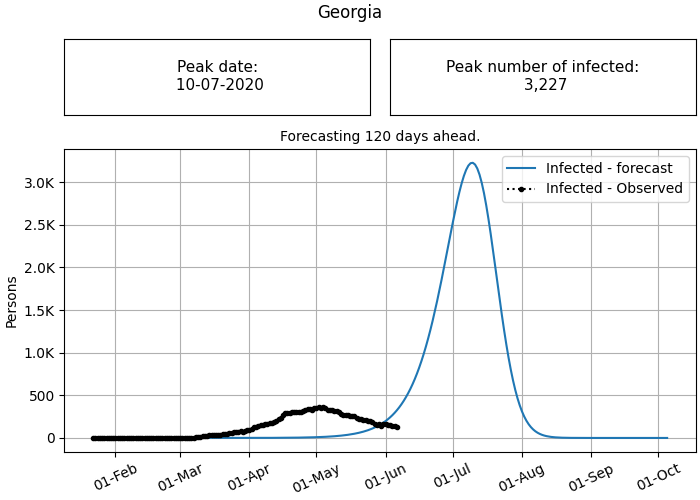 Georgia
Peak date:
10-07-2020
Peak number of infected:
3,227
Forecasting 120 days ahead.
Infected - forecast
Infected - Observed
Persons
3.0K
2.5K
2.0K
1.5K
1.0K
500
0
01-Feb
01-Mar
01-Apr
01-May
01-Jun
01-Jul
01-Aug
01-Sep
01-Oct